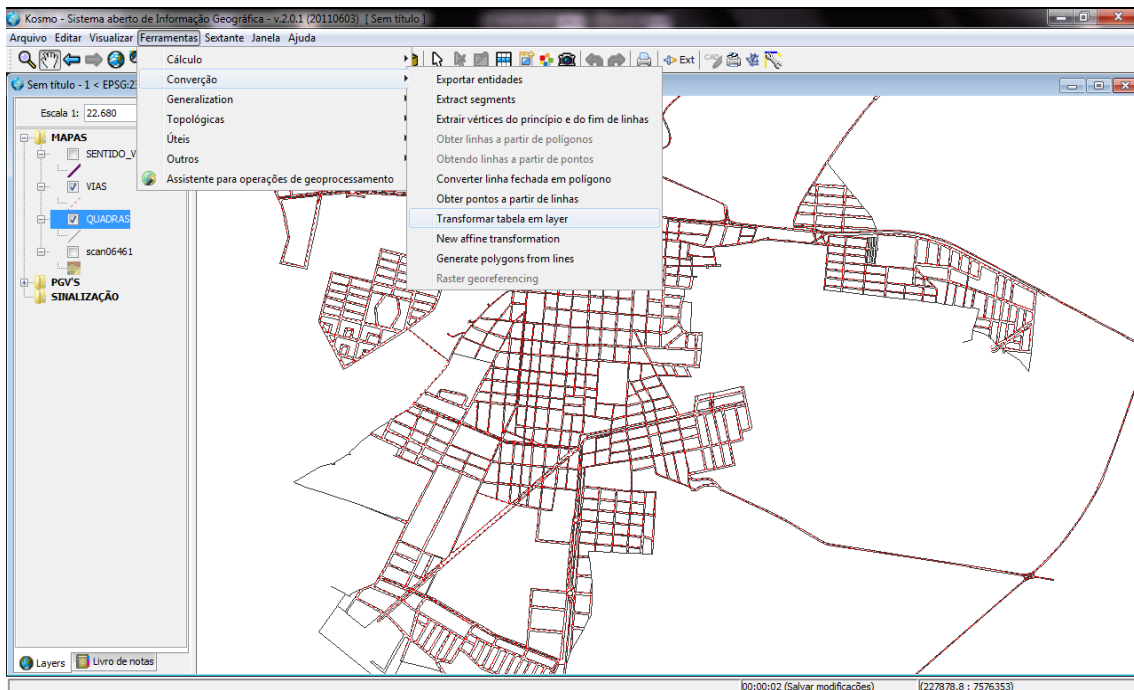 Kosmo - Sistema aberto de Informação Geográfica - v.2.0.1 (20110603) [ Sem título ]
Arquivo Editar Visualizar Ferramentas Sextante Janela Ajuda
Ext
CAD
Sem título - 1 < EPSG:23
Escala 1: 22.680
MAPAS
SENTIDO_V
VIAS
QUADRAS
scan06461
PGV'S
SINALIZAÇÃO
Cálculo
Converção
Generalization
Topológicas
Úteis
Outros
Assistente para operações de geoprocessamento
Exportar entidades
Extract segments
Extrair vértices do princípio e do fim de linhas
Obter linhas a partir de polígonos
Obtendo linhas a partir de pontos
Converter linha fechada em polígono
Obter pontos a partir de linhas
Transformar tabela em layer
New affine transformation
Generate polygons from lines
Raster georeferencing
Layers Livro de notas
00:00:02 (Salvar modificações) (227878.8 : 7576353)